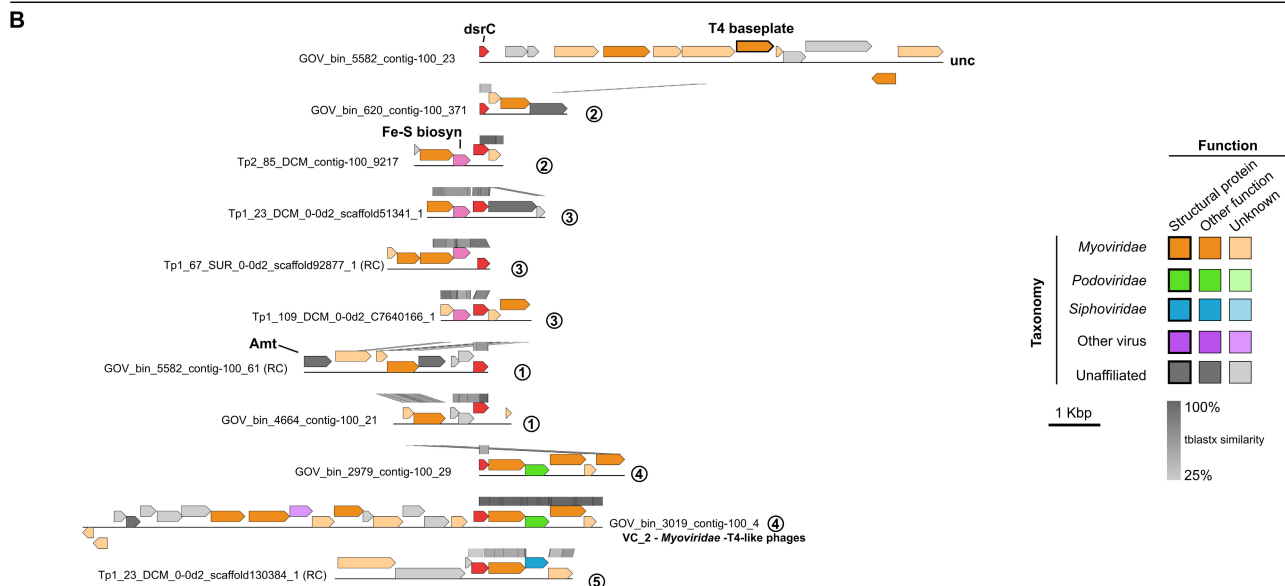 B
dsrC
T4 baseplate
GOV_bin_5582_contig-100_23
unc
GOV_bin_620_contig-100_371
②
Fe-S biosyn
Tp2_85_DCM_contig-100_9217
②
Tp1_23_DCM_0-0d2_scaffold51341_1
③
Tp1_67_SUR_0-0d2_scaffold92877_1 (RC)
③
Tp1_109_DCM_0-0d2_C7640166_1
③
Amt
GOV_bin_5582_contig-100_61 (RC)
①
GOV_bin_4664_contig-100_21
①
GOV_bin_2979_contig-100_29
④
GOV_bin_3019_contig-100_4
④
VC_2 - Myoviridae -T4-like phages
Tp1_23_DCM_0-0d2_scaffold130384_1 (RC)
⑤
Function
Structural protein
Other function
Unknown
Taxonomy
Myoviridae
Podoviridae
Siphoviridae
Other virus
Unaffiliated
1 Kbp
100%
tblastx similarity
25%